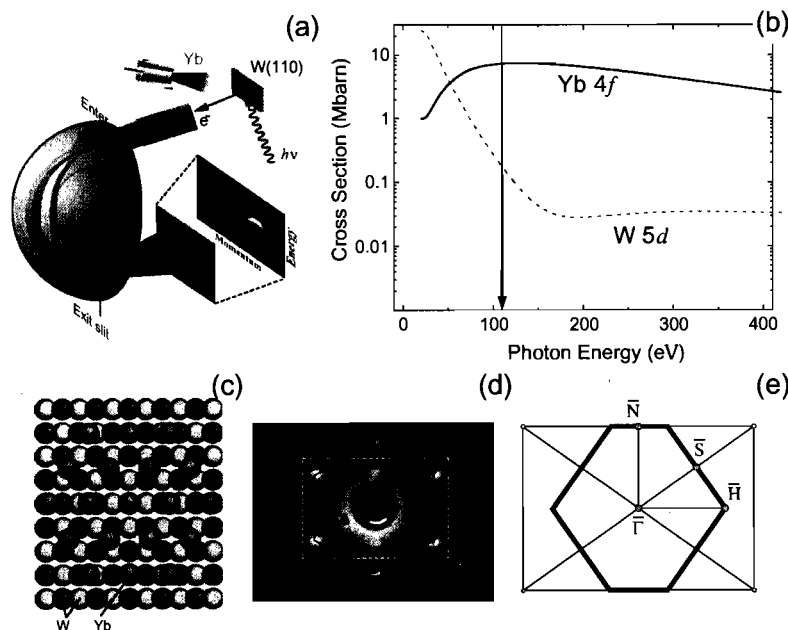 (a)
Yb
W(110)
Enter
e⁻
hν
Energy
Momentum
Exit slit
(b)
Cross Section (Mbarn)
10
1
0.1
0.01
Yb 4f
W 5d
0
100
200
300
400
Photon Energy (eV)
(c)
W
Yb
(d)
(e)
N̄
S̄
H̄
Γ̄